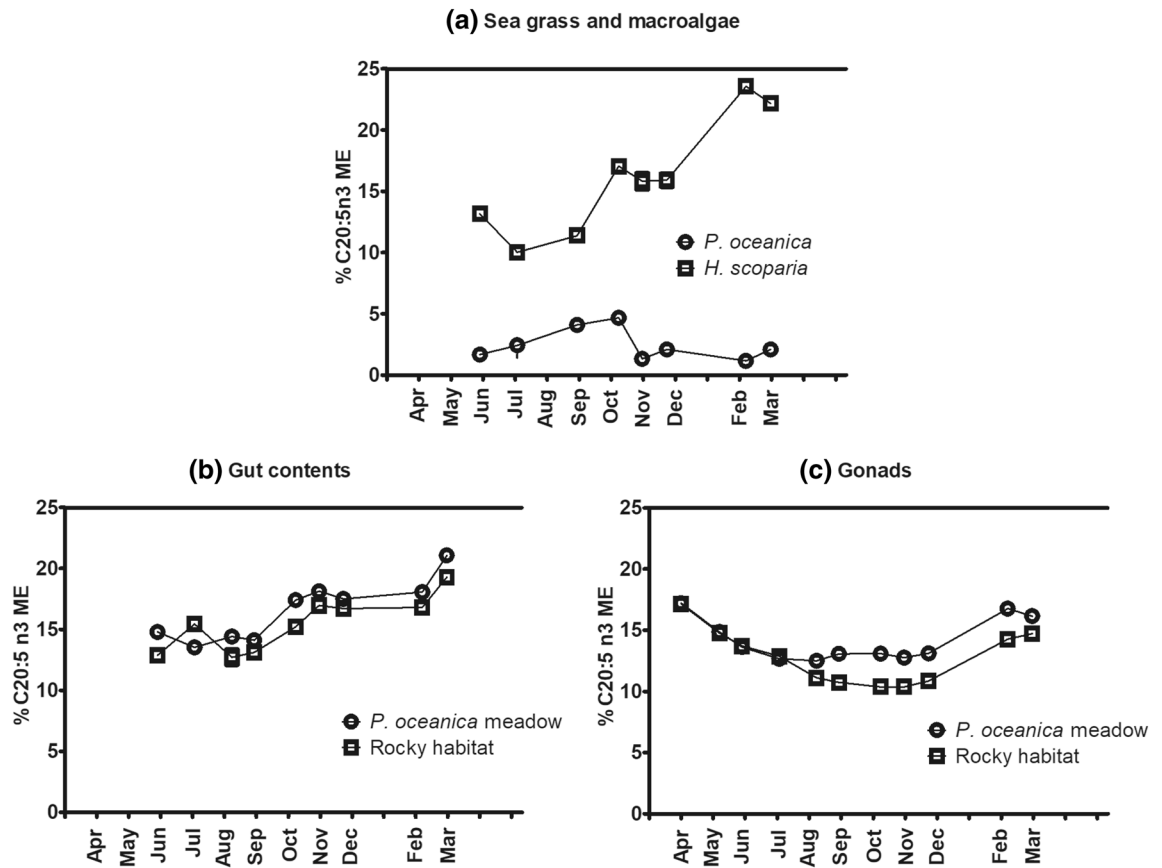 (a) Sea grass and macroalgae
%C20:5n3 ME
25
20
15
10
5
0
P. oceanica
H. scoparia
Apr
May
Jun
Jul
Aug
Sep
Oct
Nov
Dec
Feb
Mar
(b) Gut contents
%C20:5 n3 ME
25
20
15
10
5
0
P. oceanica meadow
Rocky habitat
Apr
May
Jun
Jul
Aug
Sep
Oct
Nov
Dec
Feb
Mar
(c) Gonads
%C20:5 n3 ME
25
20
15
10
5
0
P. oceanica meadow
Rocky habitat
Apr
May
Jun
Jul
Aug
Sep
Oct
Nov
Dec
Feb
Mar